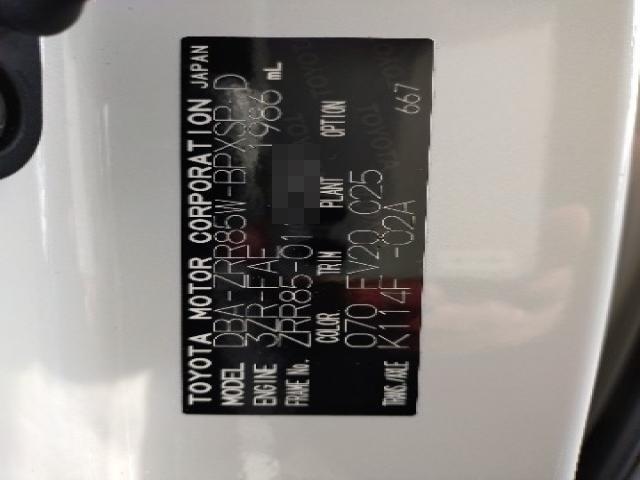 TOYOTA MOTOR CORPORATION JAPAN
MODEL DBA-ZRR85W-BPXSP-D
ENGINE 3ZR-FAE 1986 mL
FRAME No. ZRR85-01
COLOR TRIM PLANT OPTION
070 FV20 C25
TRANS./AXLE K114F -02A 667